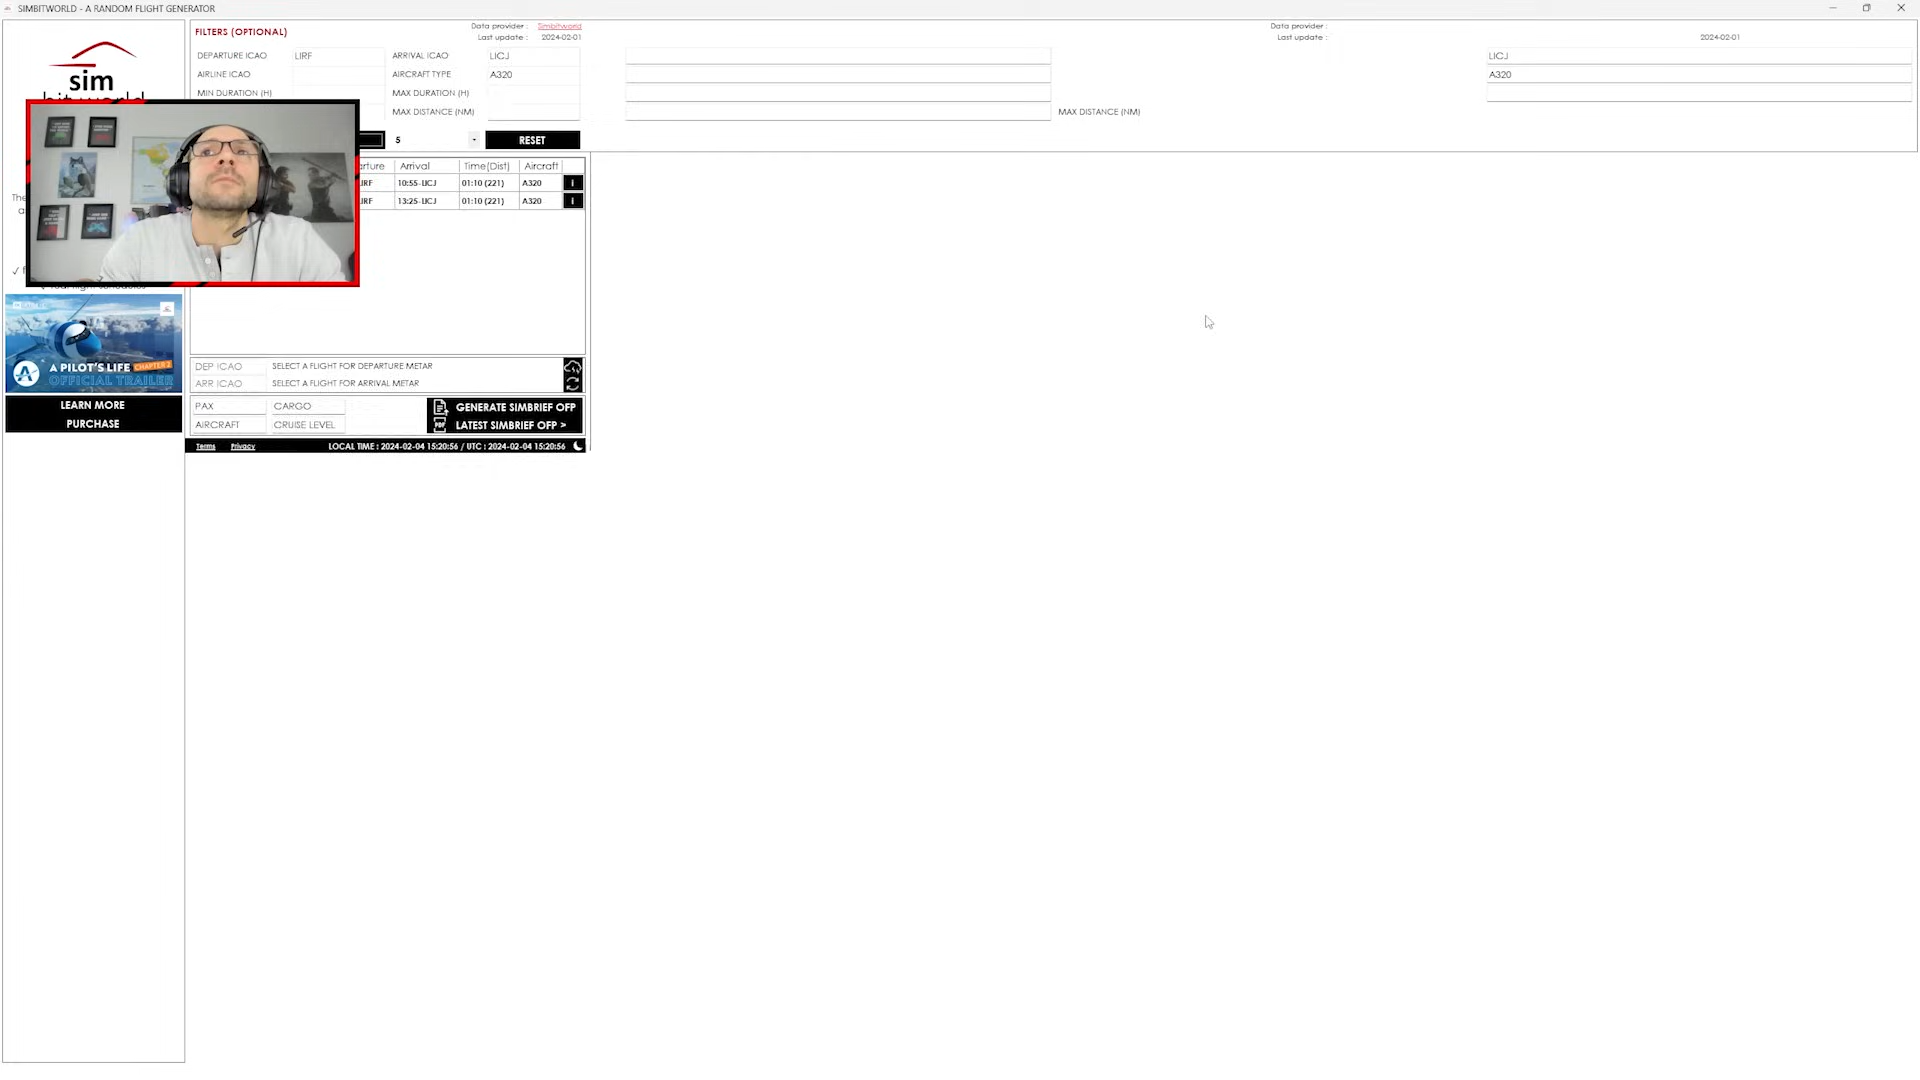 SIMBITWORLD - A RANDOM FLIGHT GENERATOR
sim
FILTERS (OPTIONAL)
Data provider : Simbitworld
Last update : 2024-02-01
DEPARTURE ICAO LIRF ARRIVAL ICAO LICJ
AIRLINE ICAO AIRCRAFT TYPE A320
MIN DURATION (H) MAX DURATION (H)
MAX DISTANCE (NM)
5 RESET
Data provider :
Last update : 2024-02-01
LICJ
A320
MAX DISTANCE (NM)
Arrival Time(Dist) Aircraft
10:55-LICJ 01:10 (221) A320 i
13:25-LICJ 01:10 (221) A320 i
A PILOT'S LIFE CHAPTER 2
OFFICIAL TRAILER
LEARN MORE
PURCHASE
DEP ICAO SELECT A FLIGHT FOR DEPARTURE METAR
ARR ICAO SELECT A FLIGHT FOR ARRIVAL METAR
PAX CARGO GENERATE SIMBRIEF OFP
AIRCRAFT CRUISE LEVEL PDF LATEST SIMBRIEF OFP >
Terms Privacy LOCAL TIME : 2024-02-04 15:20:56 / UTC : 2024-02-04 15:20:56